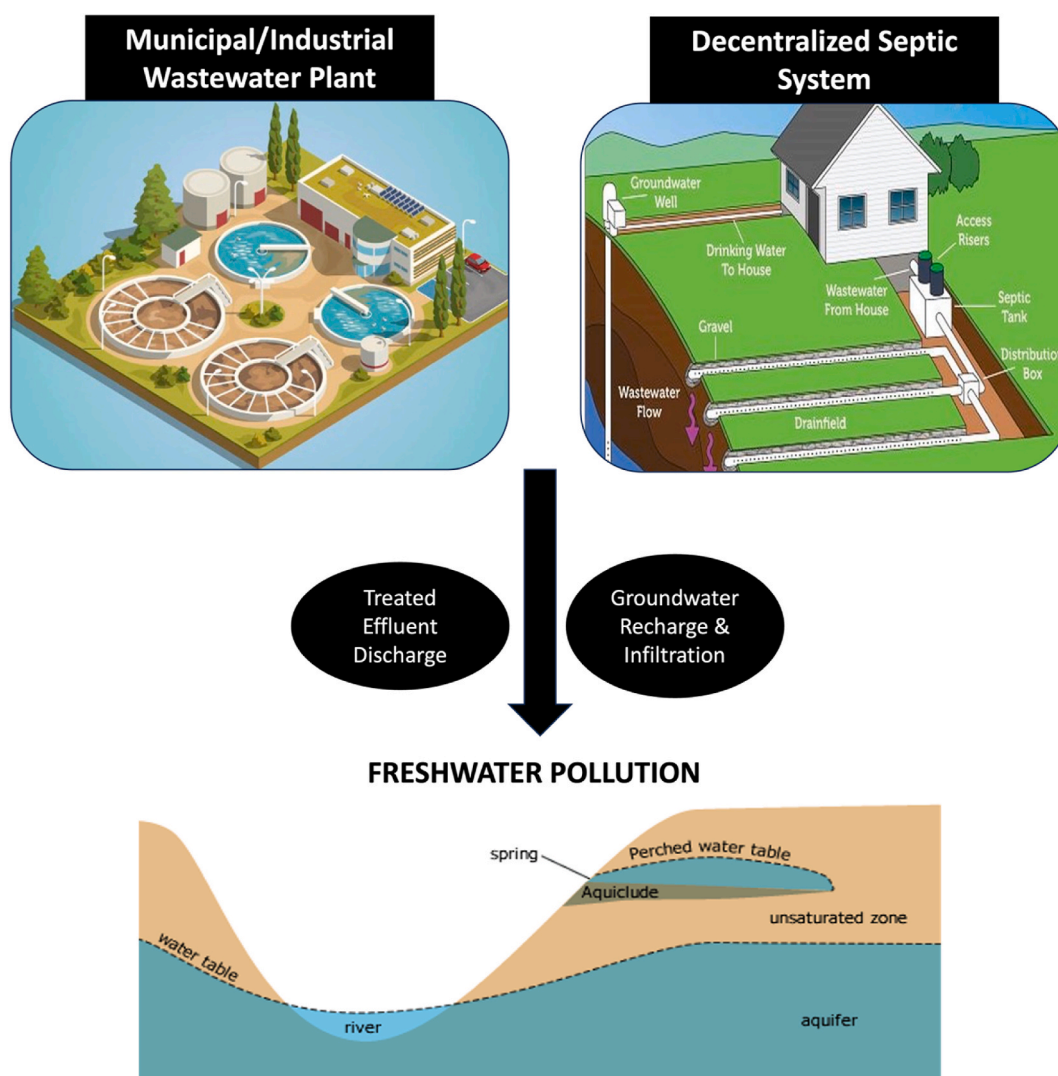 Municipal/Industrial
Wastewater Plant
Decentralized Septic
System
Groundwater
Well
Drinking Water
To House
Access
Risers
Wastewater
From House
Septic
Tank
Gravel
Distribution
Box
Wastewater
Flow
Drainfield
Treated
Effluent
Discharge
Groundwater
Recharge &
Infiltration
FRESHWATER POLLUTION
spring
Perched water table
Aquiclude
unsaturated zone
water table
river
aquifer